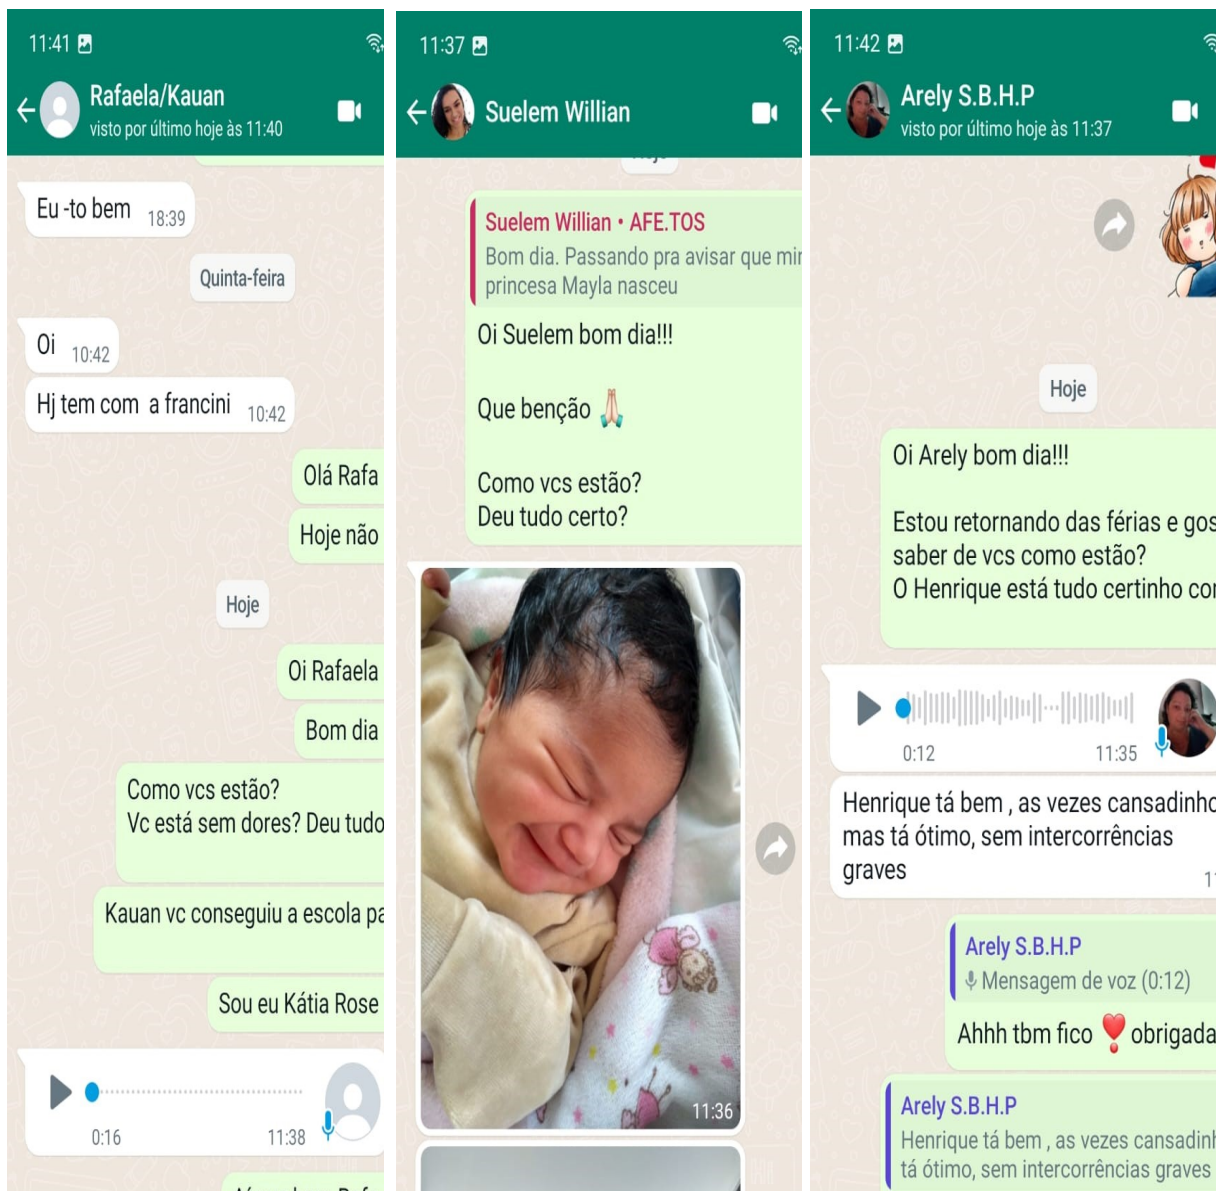 11:41
Rafaela/Kauan
visto por último hoje às 11:40
Eu -to bem 18:39
Quinta-feira
Oi 10:42
Hj tem com a francini 10:42
Olá Rafa
Hoje não
Hoje
Oi Rafaela
Bom dia
Como vcs estão?
Vc está sem dores? Deu tudo
Kauan vc conseguiu a escola pa
Sou eu Kátia Rose
0:16 11:38
11:37
Suelem Willian
Suelem Willian • AFE.TOS
Bom dia. Passando pra avisar que mi
princesa Mayla nasceu
Oi Suelem bom dia!!!
Que benção 🙏🏻
Como vcs estão?
Deu tudo certo?
11:36
11:42
Arely S.B.H.P
visto por último hoje às 11:37
Hoje
Oi Arely bom dia!!!
Estou retornando das férias e gos
saber de vcs como estão?
O Henrique está tudo certinho co
0:12 11:35
Henrique tá bem , as vezes cansadinho
mas tá ótimo, sem intercorrências
graves
Arely S.B.H.P
Mensagem de voz (0:12)
Ahhh tbm fico ❣️ obrigada
Arely S.B.H.P
Henrique tá bem , as vezes cansadinh
tá ótimo, sem intercorrências graves